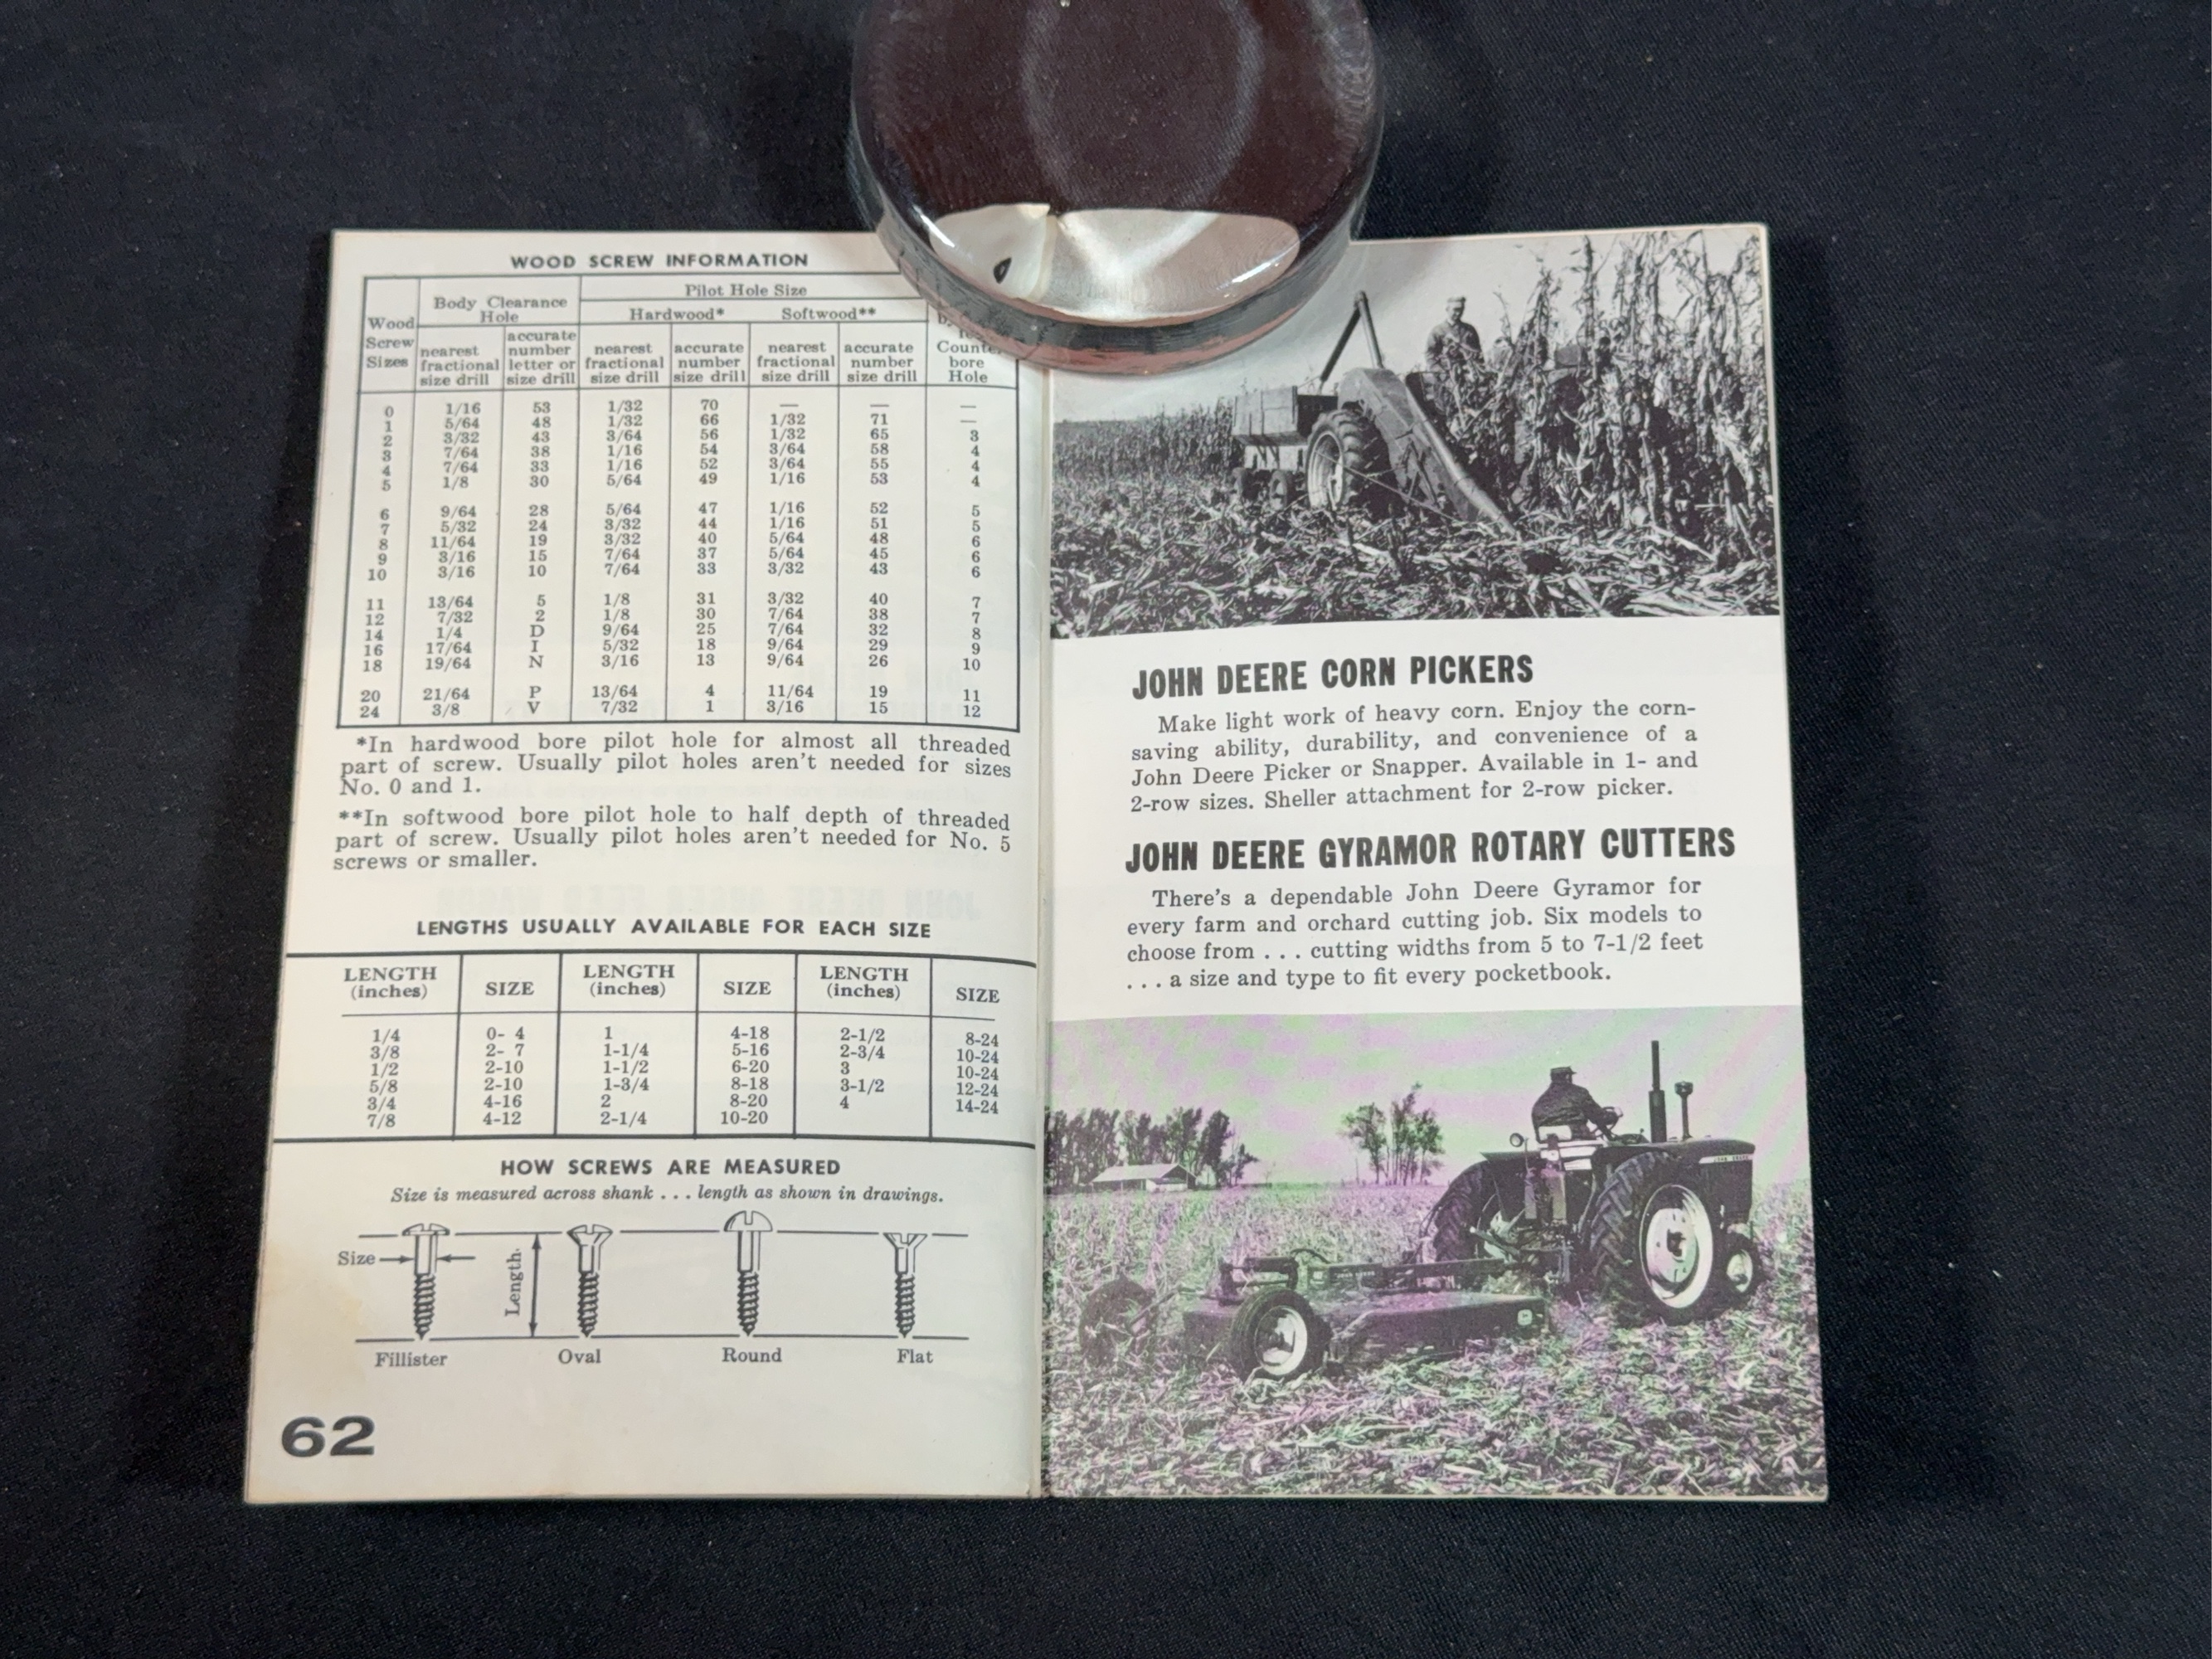 WOOD SCREW INFORMATION
Wood Screw Sizes
Body Clearance Hole
Pilot Hole Size
Hardwood* Softwood**
nearest fractional size drill
accurate number letter or size drill
nearest fractional size drill
accurate number size drill
nearest fractional size drill
accurate number size drill
bore Hole
0 1/16 53 1/32 70 — — —
1 5/64 48 1/32 66 1/32 71 —
2 3/32 43 3/64 56 1/32 65 3
3 7/64 38 1/16 54 3/64 58 4
4 7/64 33 1/16 52 3/64 55 4
5 1/8 30 5/64 49 1/16 53 4
6 9/64 28 5/64 47 1/16 52 5
7 5/32 24 3/32 44 1/16 51 5
8 11/64 19 3/32 40 5/64 48 6
9 3/16 15 7/64 37 5/64 45 6
10 3/16 10 7/64 33 3/32 43 6
11 13/64 5 1/8 31 3/32 40 7
12 7/32 2 1/8 30 7/64 38 7
14 1/4 D 9/64 25 7/64 32 8
16 17/64 I 5/32 18 9/64 29 9
18 19/64 N 3/16 13 9/64 26 10
20 21/64 P 13/64 4 11/64 19 11
24 3/8 V 7/32 1 3/16 15 12
*In hardwood bore pilot hole for almost all threaded
part of screw. Usually pilot holes aren't needed for sizes
No. 0 and 1.
**In softwood bore pilot hole to half depth of threaded
part of screw. Usually pilot holes aren't needed for No. 5
screws or smaller.
LENGTHS USUALLY AVAILABLE FOR EACH SIZE
LENGTH (inches) SIZE LENGTH (inches) SIZE LENGTH (inches) SIZE
1/4 0- 4 1 4-18 2-1/2 8-24
3/8 2- 7 1-1/4 5-16 2-3/4 10-24
1/2 2-10 1-1/2 6-20 3 10-24
5/8 2-10 1-3/4 8-18 3-1/2 12-24
3/4 4-16 2 8-20 4 14-24
7/8 4-12 2-1/4 10-20
HOW SCREWS ARE MEASURED
Size is measured across shank . . . length as shown in drawings.
Size
Length
Fillister Oval Round Flat
62
JOHN DEERE CORN PICKERS
Make light work of heavy corn. Enjoy the corn-
saving ability, durability, and convenience of a
John Deere Picker or Snapper. Available in 1- and
2-row sizes. Sheller attachment for 2-row picker.
JOHN DEERE GYRAMOR ROTARY CUTTERS
There's a dependable John Deere Gyramor for
every farm and orchard cutting job. Six models to
choose from . . . cutting widths from 5 to 7-1/2 feet
. . . a size and type to fit every pocketbook.